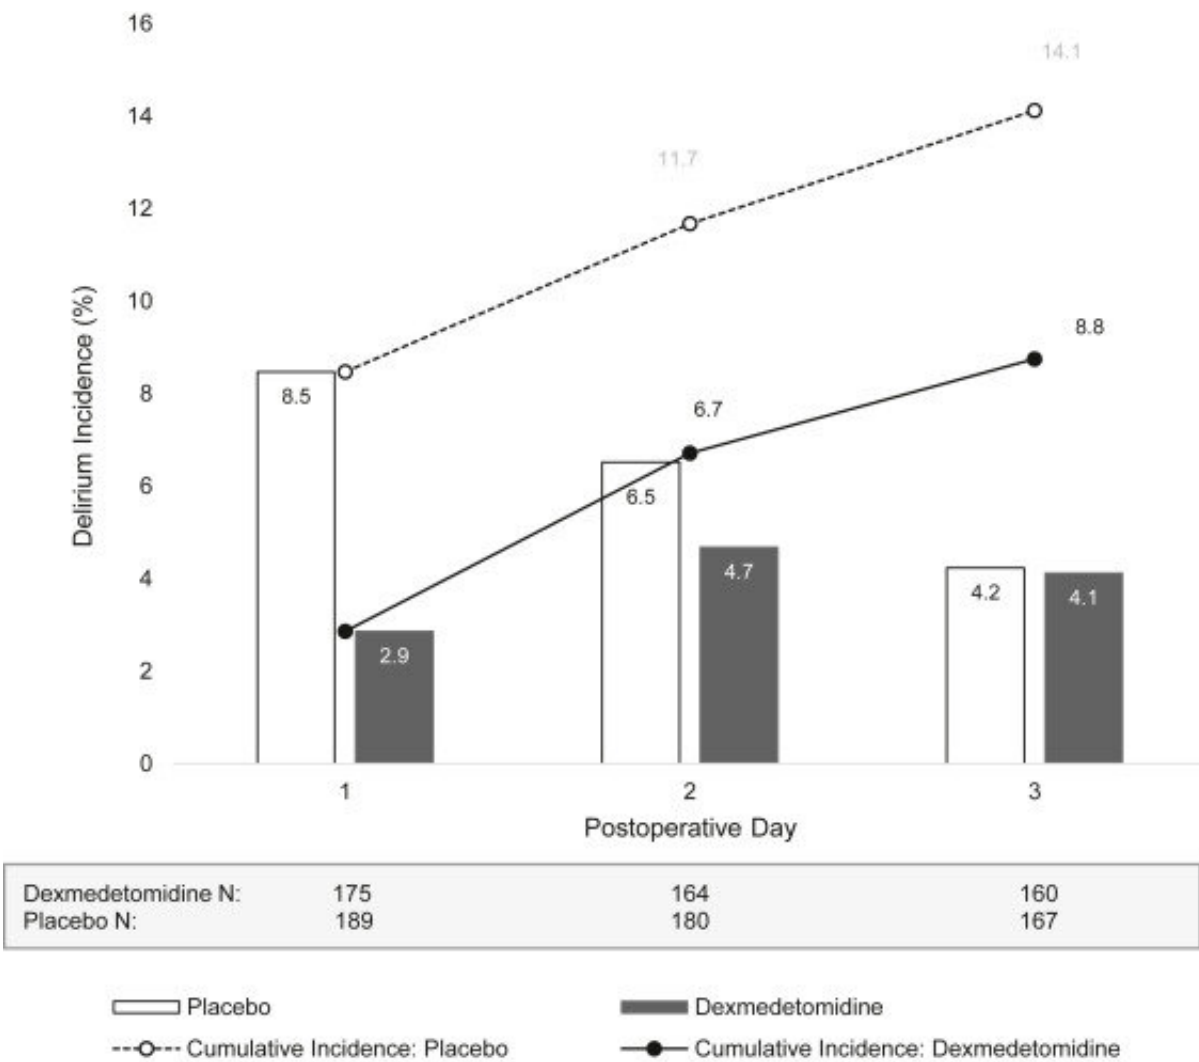 16
14.1
14
11.7
12
10
8.8
8
8.5
6.7
6
6.5
4.7
4
4.2
4.1
2.9
2
0
Delirium Incidence (%)
1 2 3
Postoperative Day
Dexmedetomidine N: 175 164 160
Placebo N: 189 180 167
Placebo Dexmedetomidine
Cumulative Incidence: Placebo Cumulative Incidence: Dexmedetomidine